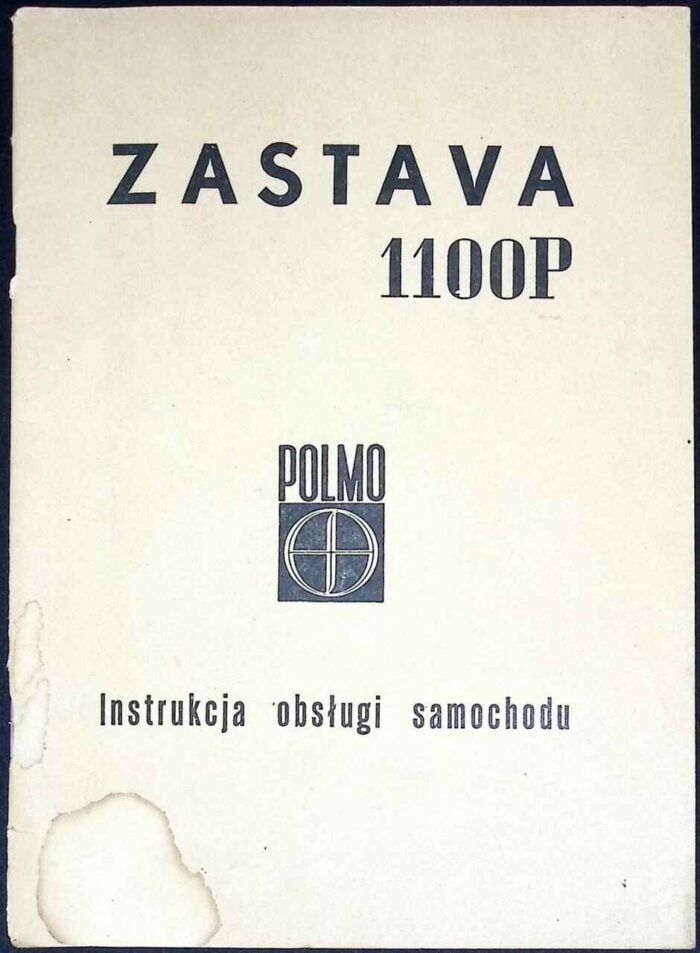 ZASTAVA
1100P
POLMO
Instrukcja obsługi samochodu